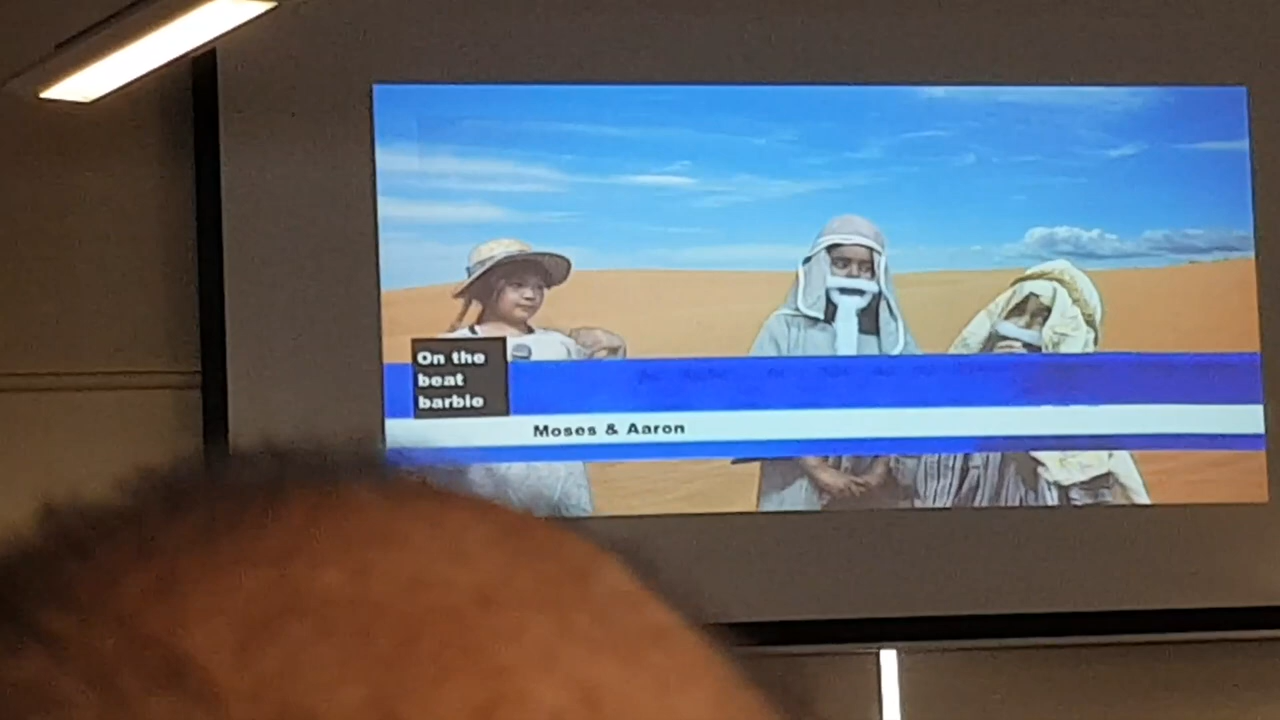 On the
beat
barbie
Moses & Aaron